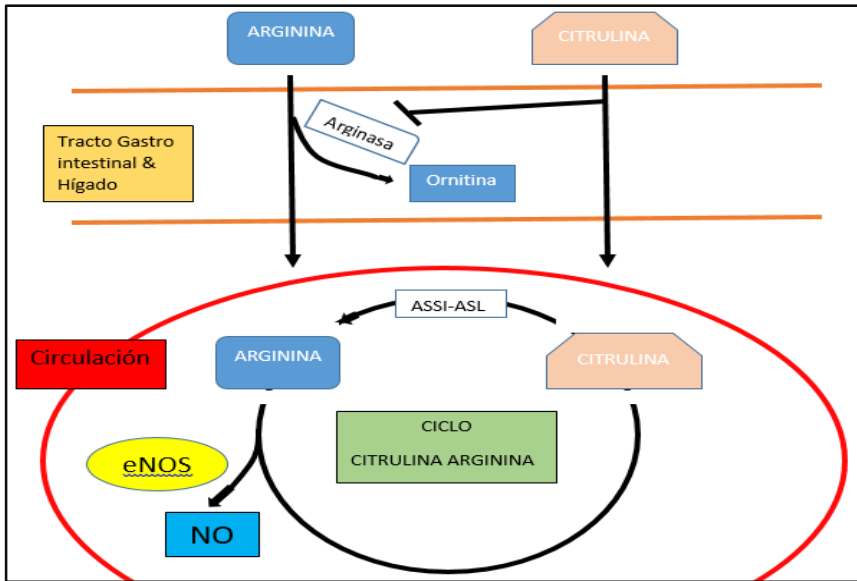 ARGININA
CITRULINA
Arginasa
Tracto Gastro
intestinal &
Hígado
Ornitina
ASSI-ASL
Circulación
ARGININA
CITRULINA
CICLO
CITRULINA ARGININA
eNOS
NO